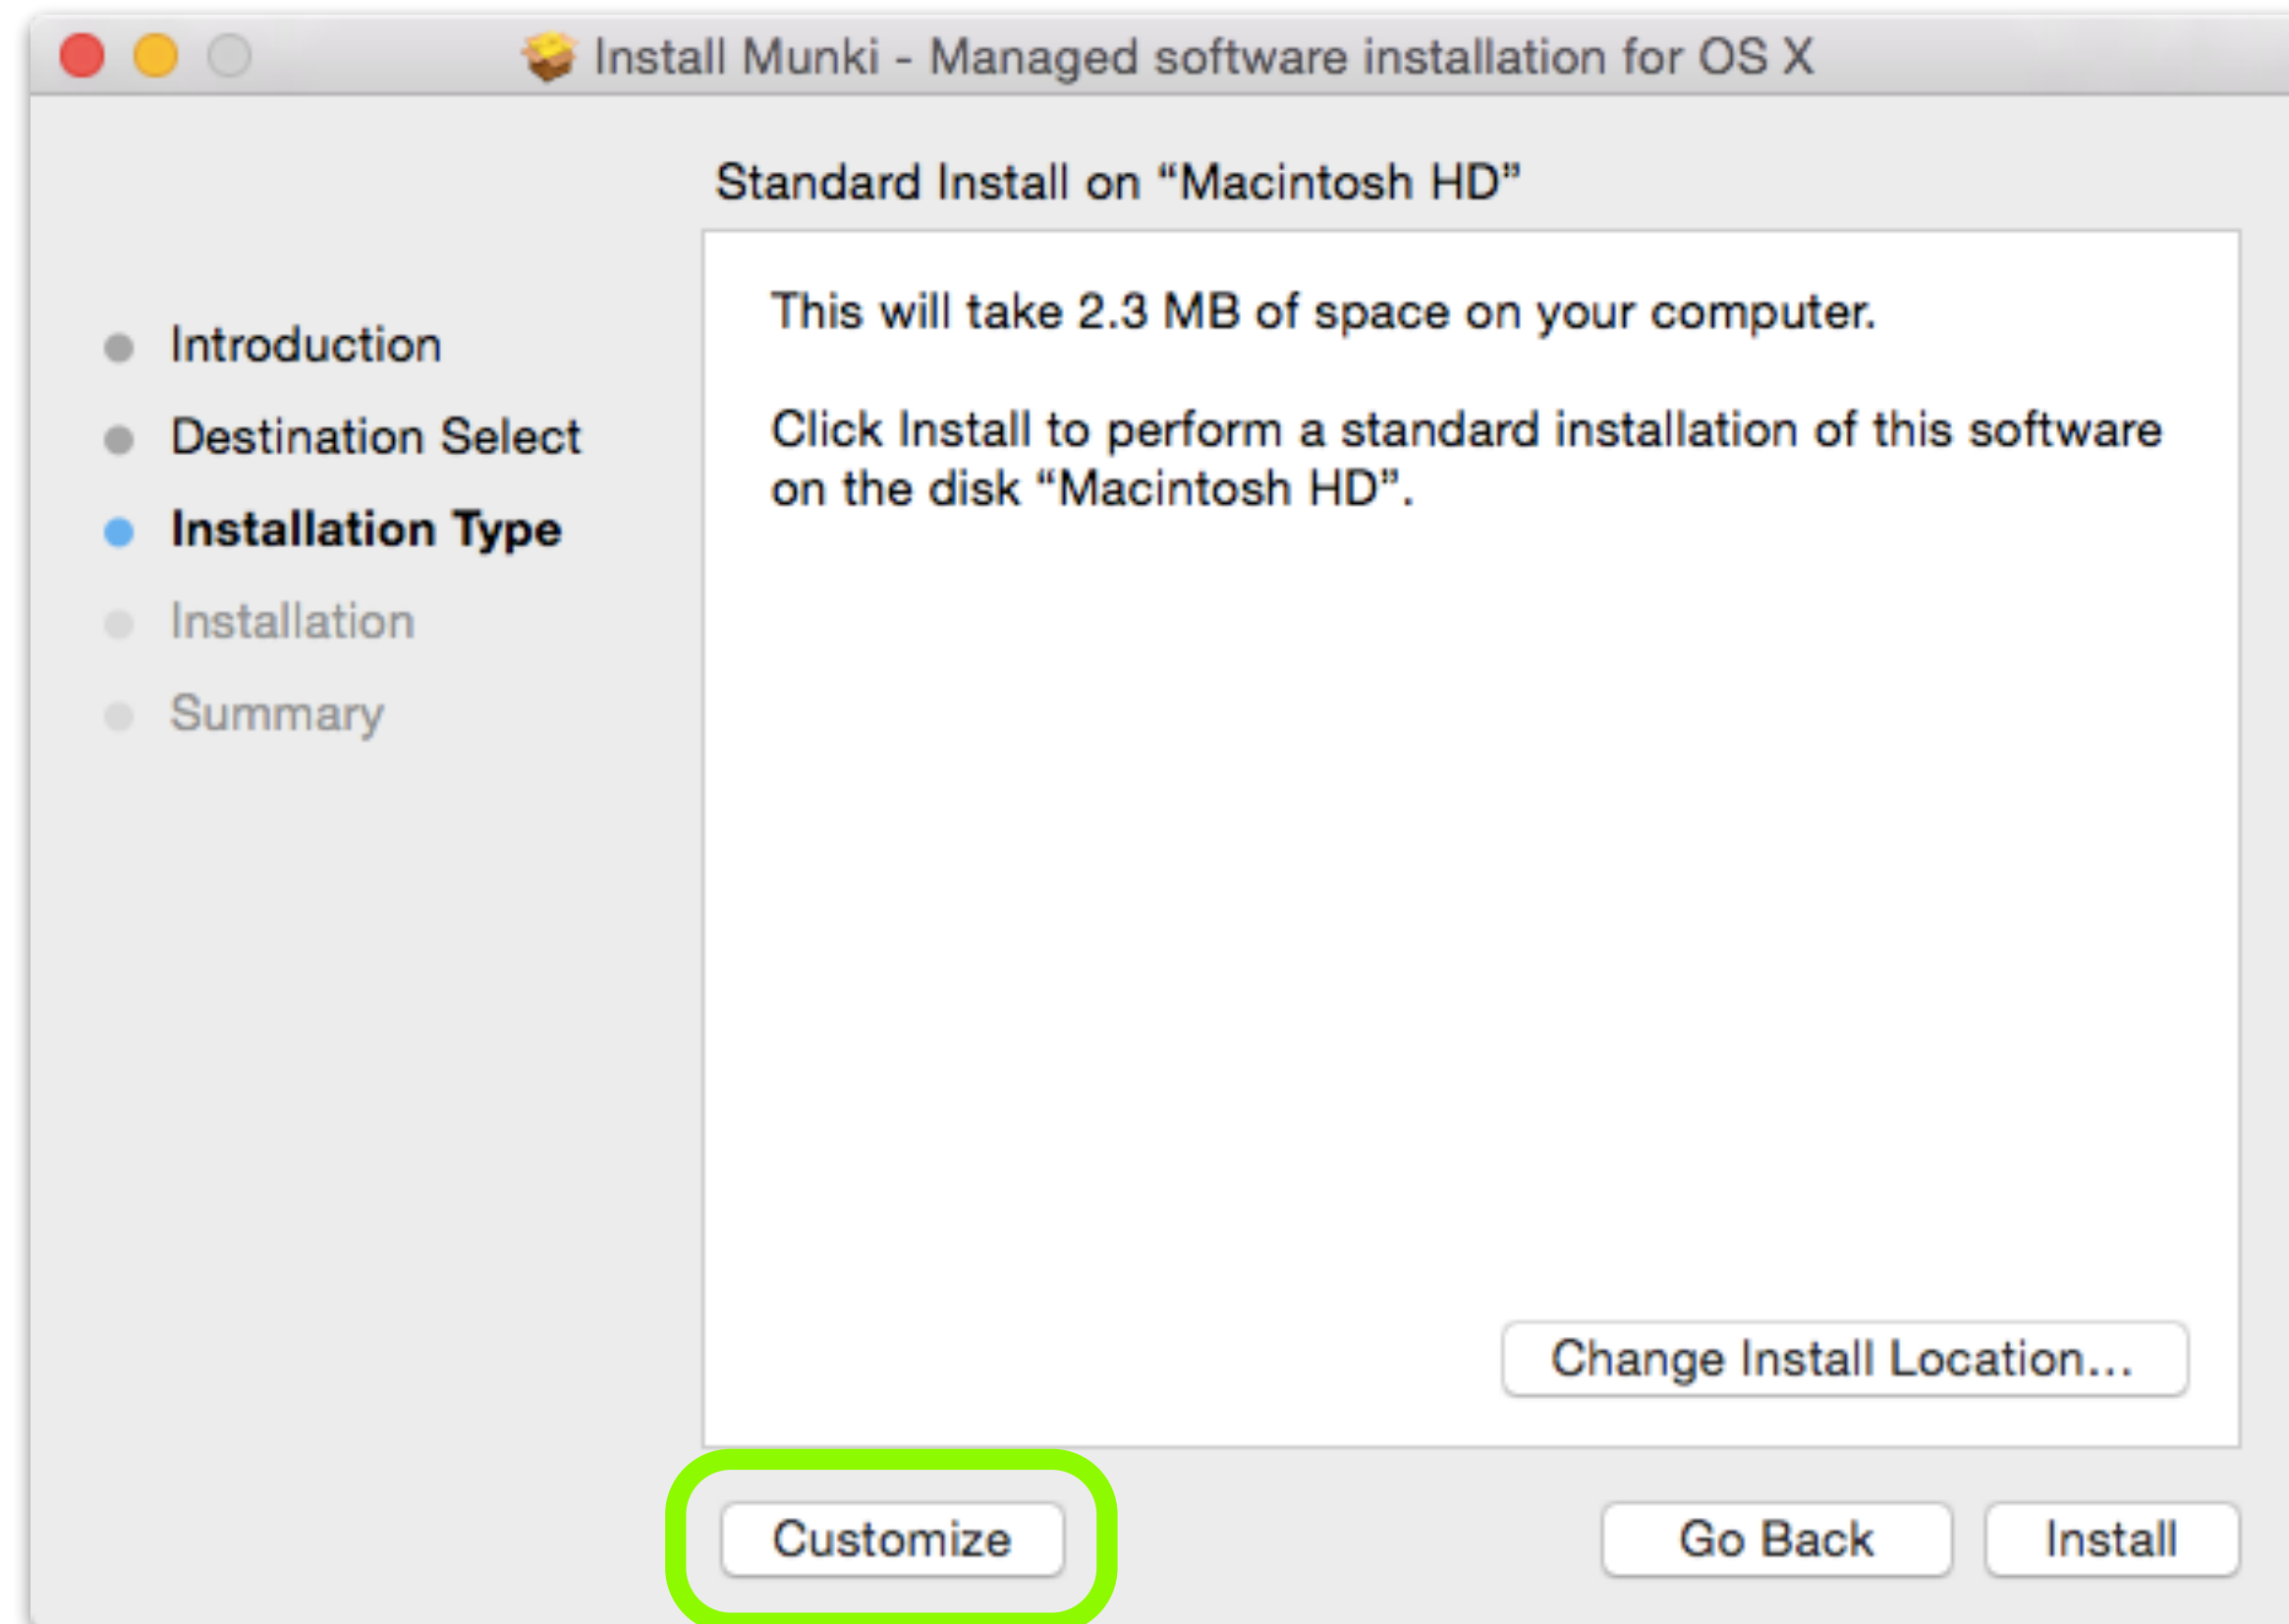 Install Munki - Managed software installation for OS X
Standard Install on “Macintosh HD”
Introduction
Destination Select
Installation Type
Installation
Summary
This will take 2.3 MB of space on your computer.
Click Install to perform a standard installation of this software
on the disk “Macintosh HD”.
Change Install Location...
Customize
Go Back
Install